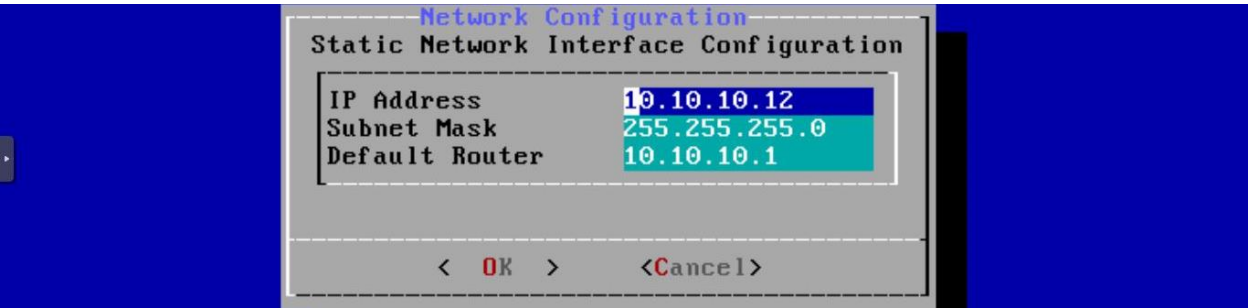 Network Configuration
Static Network Interface Configuration
IP Address 10.10.10.12
Subnet Mask 255.255.255.0
Default Router 10.10.10.1
< OK > <Cancel>